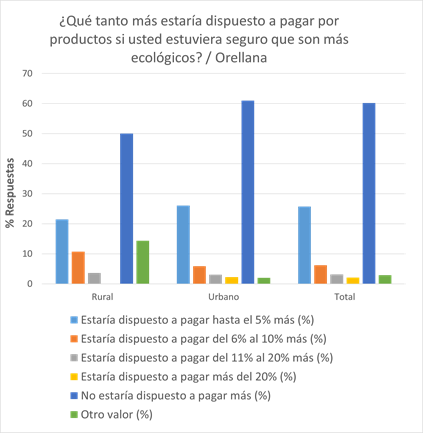 ¿Qué tanto más estaría dispuesto a pagar por
productos si usted estuviera seguro que son más
ecológicos? / Orellana
% Respuestas
70
60
50
40
30
20
10
0
Rural
Urbano
Total
Estaría dispuesto a pagar hasta el 5% más (%)
Estaría dispuesto a pagar del 6% al 10% más (%)
Estaría dispuesto a pagar del 11% al 20% más (%)
Estaría dispuesto a pagar más del 20% (%)
No estaría dispuesto a pagar más (%)
Otro valor (%)